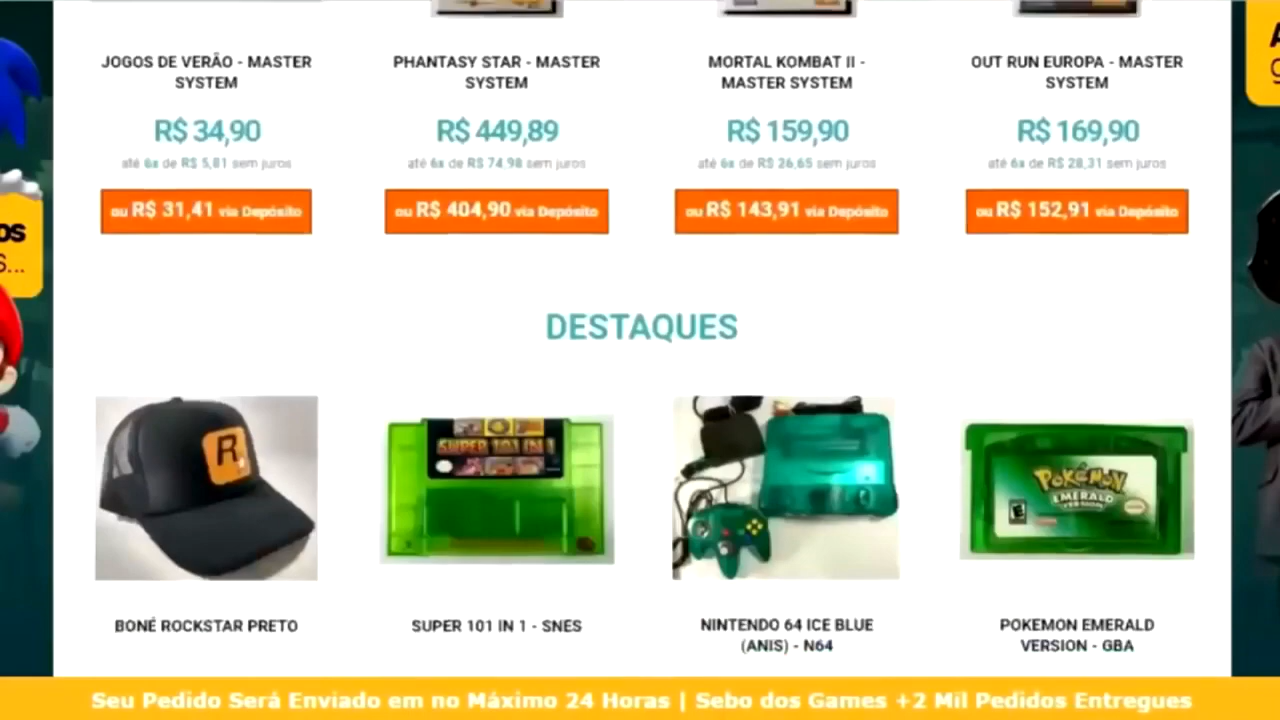 JOGOS DE VERÃO - MASTER
SYSTEM
PHANTASY STAR - MASTER
SYSTEM
MORTAL KOMBAT II -
MASTER SYSTEM
OUT RUN EUROPA - MASTER
SYSTEM
R$ 34,90
R$ 449,89
R$ 159,90
R$ 169,90
até 6x de R$ 5,81 sem juros
até 6x de R$ 74,98 sem juros
até 6x de R$ 26,65 sem juros
até 6x de R$ 28,31 sem juros
ou R$ 31,41 via Depósito
ou R$ 404,90 via Depósito
ou R$ 143,91 via Depósito
ou R$ 152,91 via Depósito
DESTAQUES
R
SUPER 101 IN 1
POKéMON
EMERALD
VERSION
E
BONÉ ROCKSTAR PRETO
SUPER 101 IN 1 - SNES
NINTENDO 64 ICE BLUE
(ANIS) - N64
POKEMON EMERALD
VERSION - GBA
Seu Pedido Será Enviado em no Máximo 24 Horas | Sebo dos Games +2 Mil Pedidos Entregues